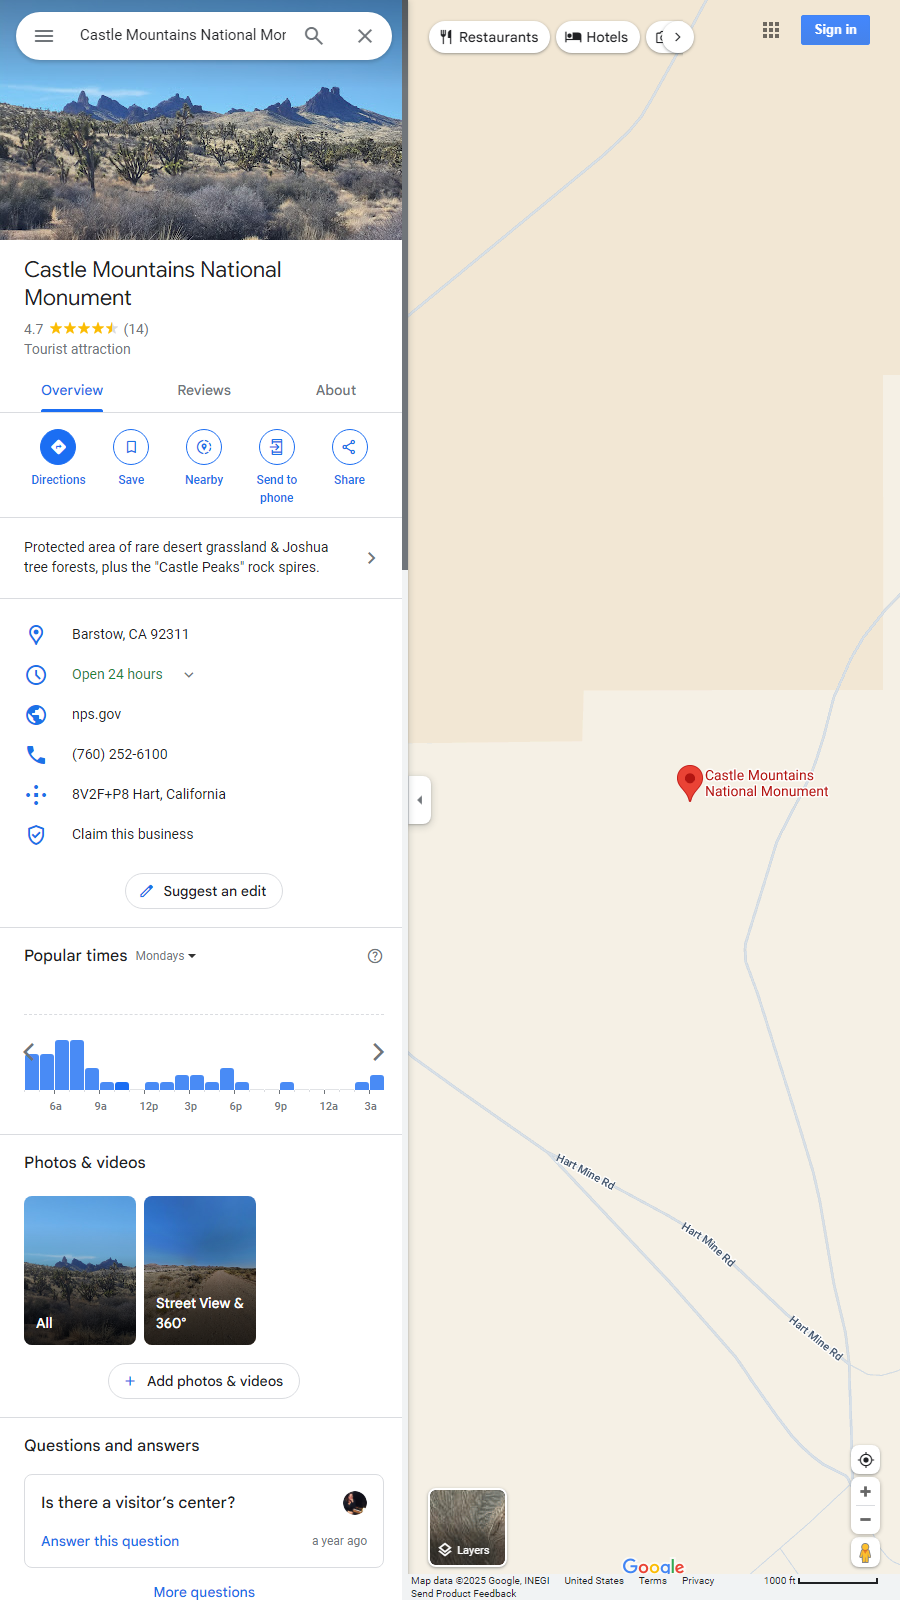 Castle Mountains National Mor
Restaurants
Hotels
Sign in
Castle Mountains National
Monument
4.7 (14)
Tourist attraction
Overview
Reviews
About
Directions
Save
Nearby
Send to
phone
Share
Protected area of rare desert grassland & Joshua
tree forests, plus the "Castle Peaks" rock spires.
Barstow, CA 92311
Open 24 hours
nps.gov
(760) 252-6100
8V2F+P8 Hart, California
Claim this business
Suggest an edit
Popular times Mondays
6a 9a 12p 3p 6p 9p 12a 3a
Photos & videos
All
Street View &
360°
Add photos & videos
Questions and answers
Is there a visitor's center?
Answer this question
a year ago
More questions
Castle Mountains
National Monument
Hart Mine Rd
Hart Mine Rd
Hart Mine Rd
Layers
Google
Map data ©2025 Google, INEGI United States Terms Privacy 1000 ft
Send Product Feedback